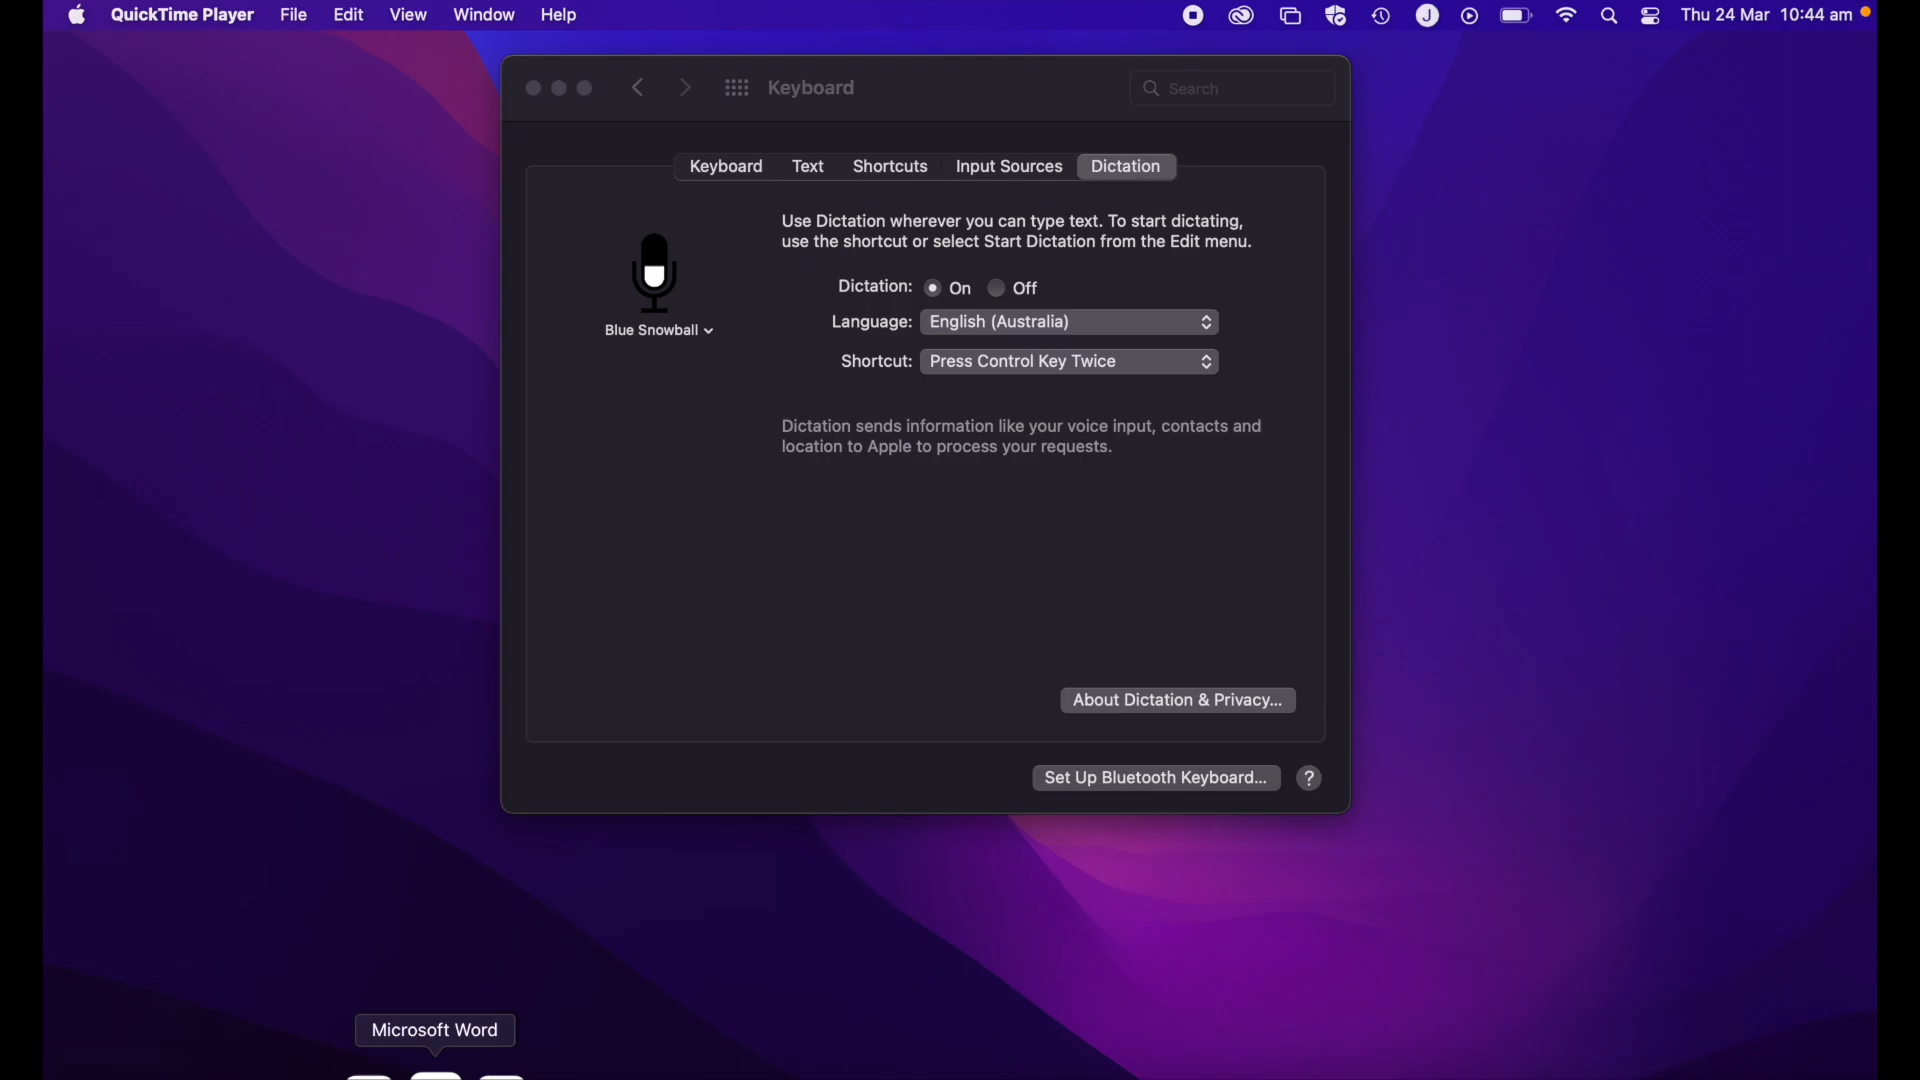 QuickTime Player File Edit View Window Help J Thu 24 Mar 10:44 am
Keyboard
Search
Keyboard Text Shortcuts Input Sources Dictation
Use Dictation wherever you can type text. To start dictating,
use the shortcut or select Start Dictation from the Edit menu.
Dictation: On Off
Blue Snowball
Language: English (Australia)
Shortcut: Press Control Key Twice
Dictation sends information like your voice input, contacts and
location to Apple to process your requests.
About Dictation & Privacy...
Set Up Bluetooth Keyboard... ?
Microsoft Word